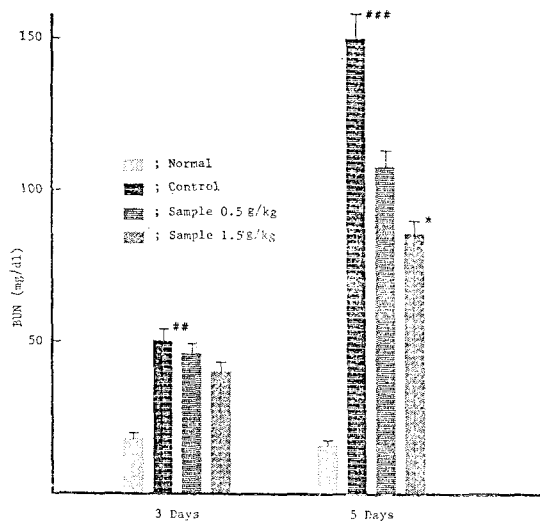 150
100
50
BUN (mg/dl)
###
##
*
; Normal
; Control
; Sample 0.5 g/kg
; Sample 1.5 g/kg
3 Days
5 Days